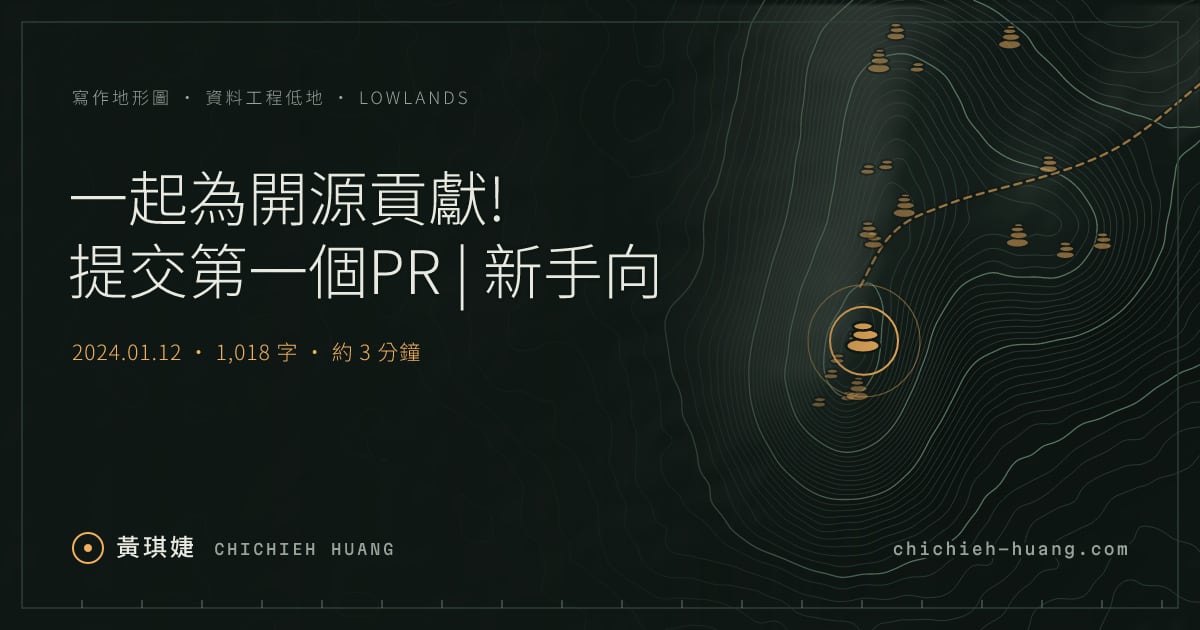 寫作地形圖 · 資料工程低地 · LOWLANDS
一起為開源貢獻!
提交第一個PR | 新手向
2024.01.12 · 1,018 字 · 約 3 分鐘
黃琪婕 CHICHIEH HUANG
chichieh-huang.com